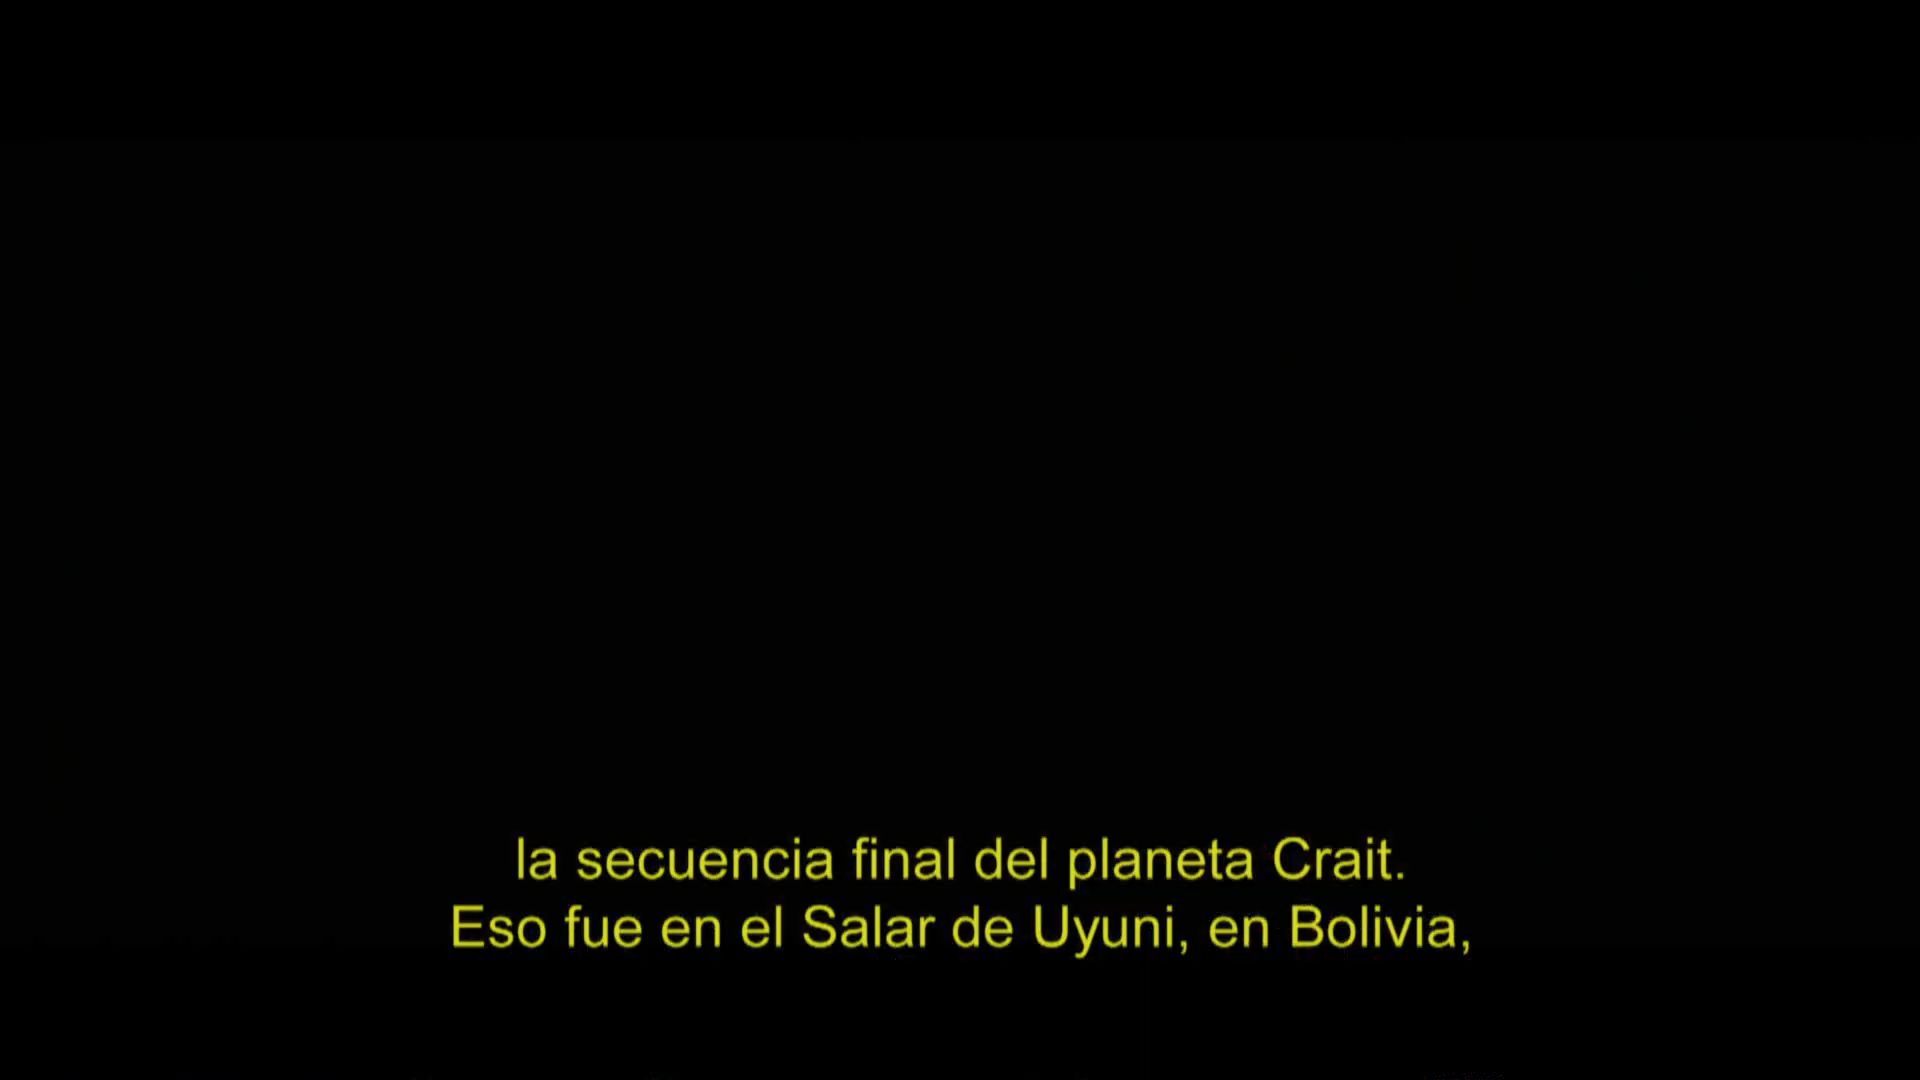 la secuencia final del planeta Crait.
Eso fue en el Salar de Uyuni, en Bolivia,